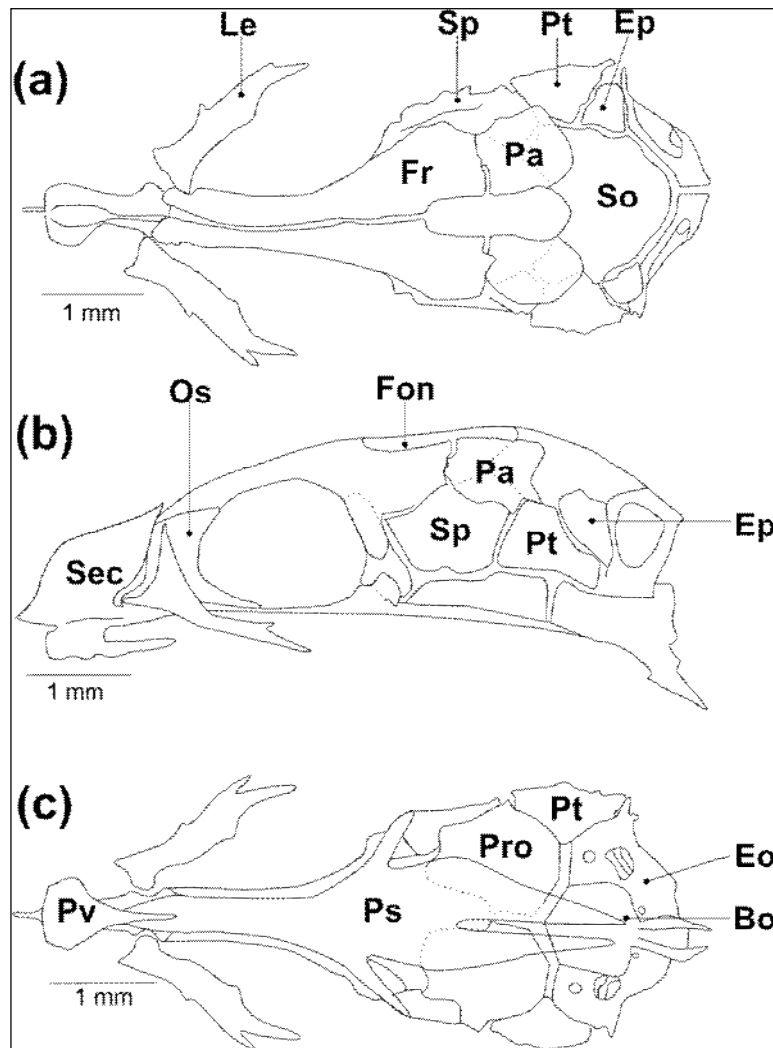 Le Sp Pt Ep
(a)
Pa
Fr
So
1 mm
Os Fon
(b)
Pa
Sp
Ep
Pt
Sec
1 mm
(c)
Pt
Pro
Eo
Pv Ps
Bo
1 mm